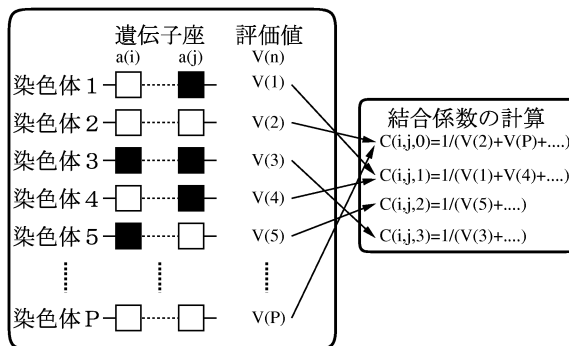 遺伝子座 評価値
a(i) a(j) V(n)
染色体1 V(1)
染色体2 V(2)
染色体3 V(3)
染色体4 V(4)
染色体5 V(5)
染色体P V(P)
結合係数の計算
C(i,j,0)=1/(V(2)+V(P)+....)
C(i,j,1)=1/(V(1)+V(4)+....)
C(i,j,2)=1/(V(5)+....)
C(i,j,3)=1/(V(3)+....)